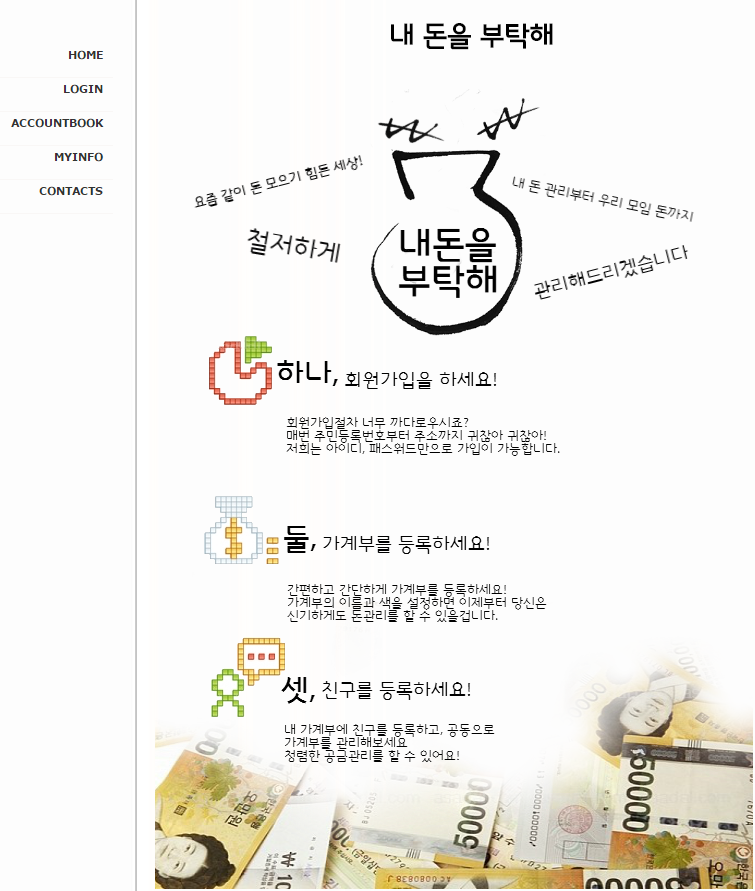 HOME
LOGIN
ACCOUNTBOOK
MYINFO
CONTACTS
내 돈을 부탁해
요즘 같이 돈 모으기 힘든 세상!
내 돈 관리부터 우리 모임 돈까지
철저하게
내돈을
부탁해
관리해드리겠습니다
하나, 회원가입을 하세요!
회원가입절차 너무 까다로우시죠?
매번 주민등록번호부터 주소까지 귀찮아 귀찮아!
저희는 아이디, 패스워드만으로 가입이 가능합니다.
둘, 가계부를 등록하세요!
간편하고 간단하게 가계부를 등록하세요!
가계부의 이름과 색을 설정하면 이제부터 당신은
신기하게도 돈관리를 할 수 있을겁니다.
셋, 친구를 등록하세요!
내 가계부에 친구를 등록하고, 공동으로
가계부를 관리해보세요
청렴한 공금관리를 할 수 있어요!
50000
50000
오만원